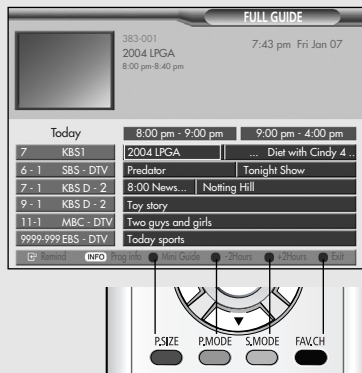 FULL GUIDE
383-001
2004 LPGA
8:00 pm-8:40 pm
7:43 pm Fri Jan 07
Today 8:00 pm - 9:00 pm 9:00 pm - 4:00 pm
7 KBS1 2004 LPGA ... Diet with Cindy 4 ..
6 - 1 SBS - DTV Predator Tonight Show
7 - 1 KBS D - 2 8:00 News... Notting Hill
9 - 1 KBS D - 2 Toy story
11-1 MBC - DTV Two guys and girls
9999-999 EBS - DTV Today sports
Remind INFO Prog info Mini Guide -2Hours +2Hours Exit
P.SIZE P.MODE S.MODE FAV.CH